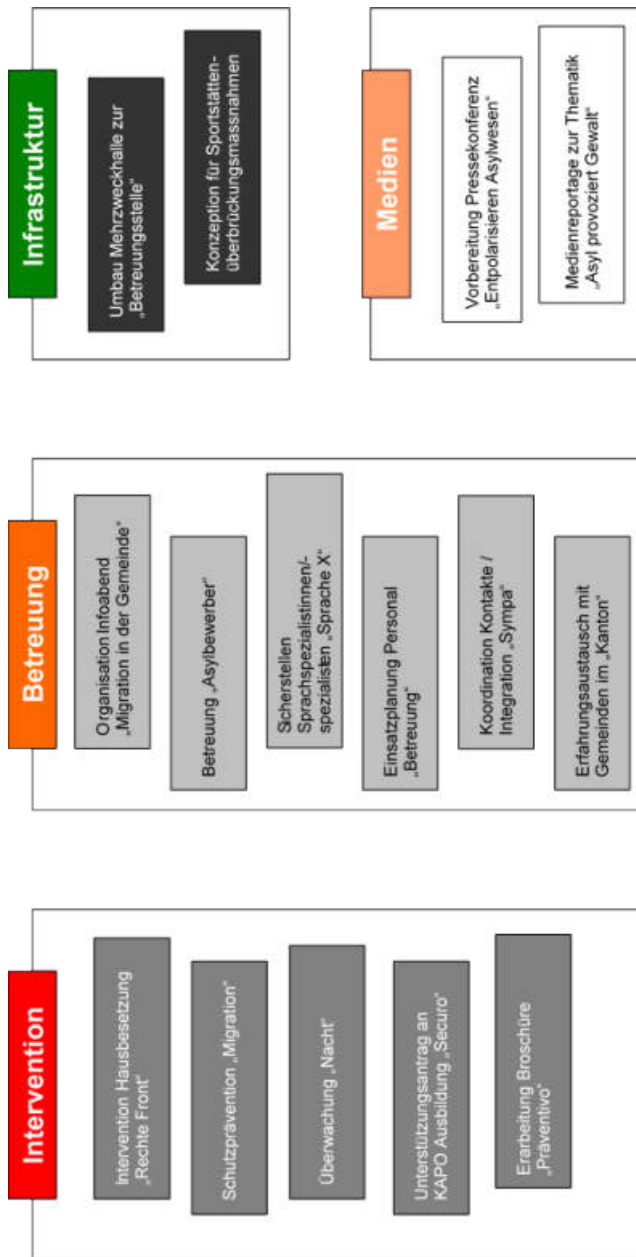 Intervention
Intervention Hausbesetzung
„Rechte Front“
Schutzprävention „Migration“
Überwachung „Nacht“
Unterstützungsantrag an
KAPO Ausbildung „Securo“
Erarbeitung Broschüre
„Präventivo“
Betreuung
Organisation Infoabend
„Migration in der Gemeinde“
Betreuung „Asylbewerber“
Sicherstellen
Sprachspezialistinnen/-
spezialisten „Sprache X“
Einsatzplanung Personal
„Betreuung“
Koordination Kontakte /
Integration „Sympa“
Erfahrungsaustausch mit
Gemeinden im „Kanton“
Infrastruktur
Umbau Mehrzweckhalle zur
„Betreuungsstelle“
Konzeption für Sportstätten-
überbrückungsmassnahmen
Medien
Vorbereitung Pressekonferenz
„Entpolarisieren Asylwesen“
Medienreportage zur Thematik
„Asyl provoziert Gewalt“